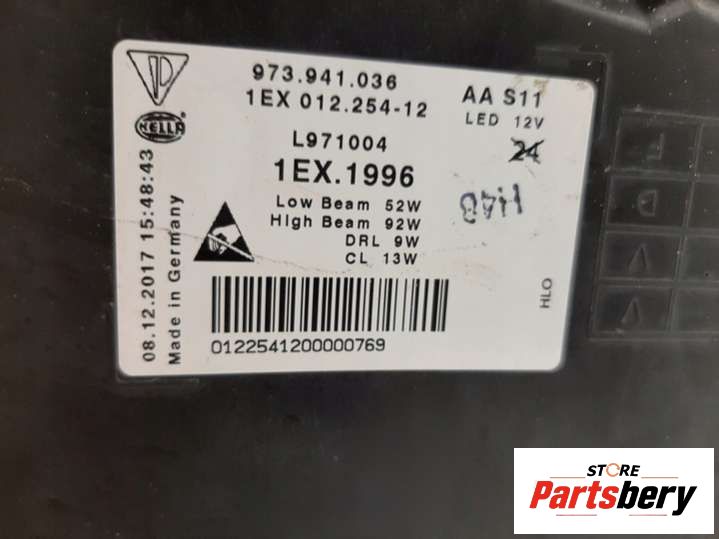 973.941.036
1EX 012.254-12
AA S11
LED 12V
24
HELLA
L971004
1EX.1996
Low Beam 52W
High Beam 92W
DRL 9W
CL 13W
08.12.2017 15:48:43
Made in Germany
0122541200000769
HLO
STORE
Partsbery